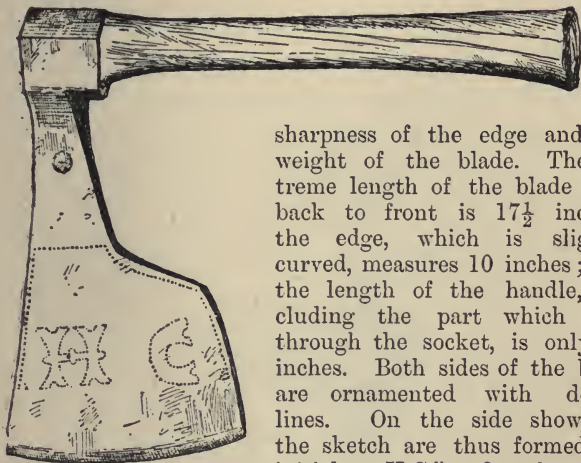 H C
sharpness of the edge and
weight of the blade. The
treme length of the blade
back to front is 17½ inc
the edge, which is slig
curved, measures 10 inches;
the length of the handle,
cluding the part which
through the socket, is onl
inches. Both sides of the b
are ornamented with d
lines. On the side show
the sketch are thus formed